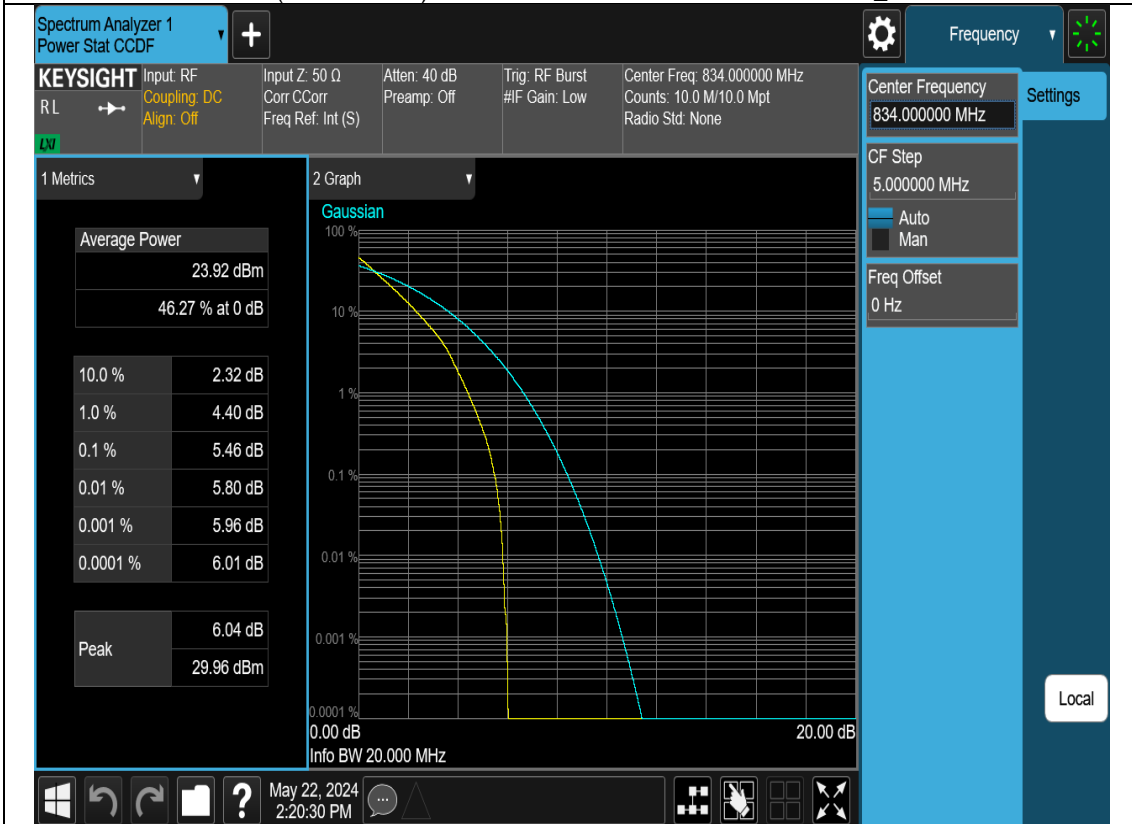 Spectrum Analyzer 1
Power Stat CCDF
Frequency
KEYSIGHT
RL
LXI
Input: RF
Coupling: DC
Align: Off
Input Z: 50 Ω
Corr CCorr
Freq Ref: Int (S)
Atten: 40 dB
Preamp: Off
Trig: RF Burst
#IF Gain: Low
Center Freq: 834.000000 MHz
Counts: 10.0 M/10.0 Mpt
Radio Std: None
Center Frequency
834.000000 MHz
Settings
CF Step
5.000000 MHz
Auto
Man
Freq Offset
0 Hz
1 Metrics
Average Power
23.92 dBm
46.27 % at 0 dB
10.0 % 2.32 dB
1.0 % 4.40 dB
0.1 % 5.46 dB
0.01 % 5.80 dB
0.001 % 5.96 dB
0.0001 % 6.01 dB
Peak
6.04 dB
29.96 dBm
2 Graph
Gaussian
100 %
10 %
1 %
0.1 %
0.01 %
0.001 %
0.0001 %
0.00 dB 20.00 dB
Info BW 20.000 MHz
Local
?
May 22, 2024
2:20:30 PM